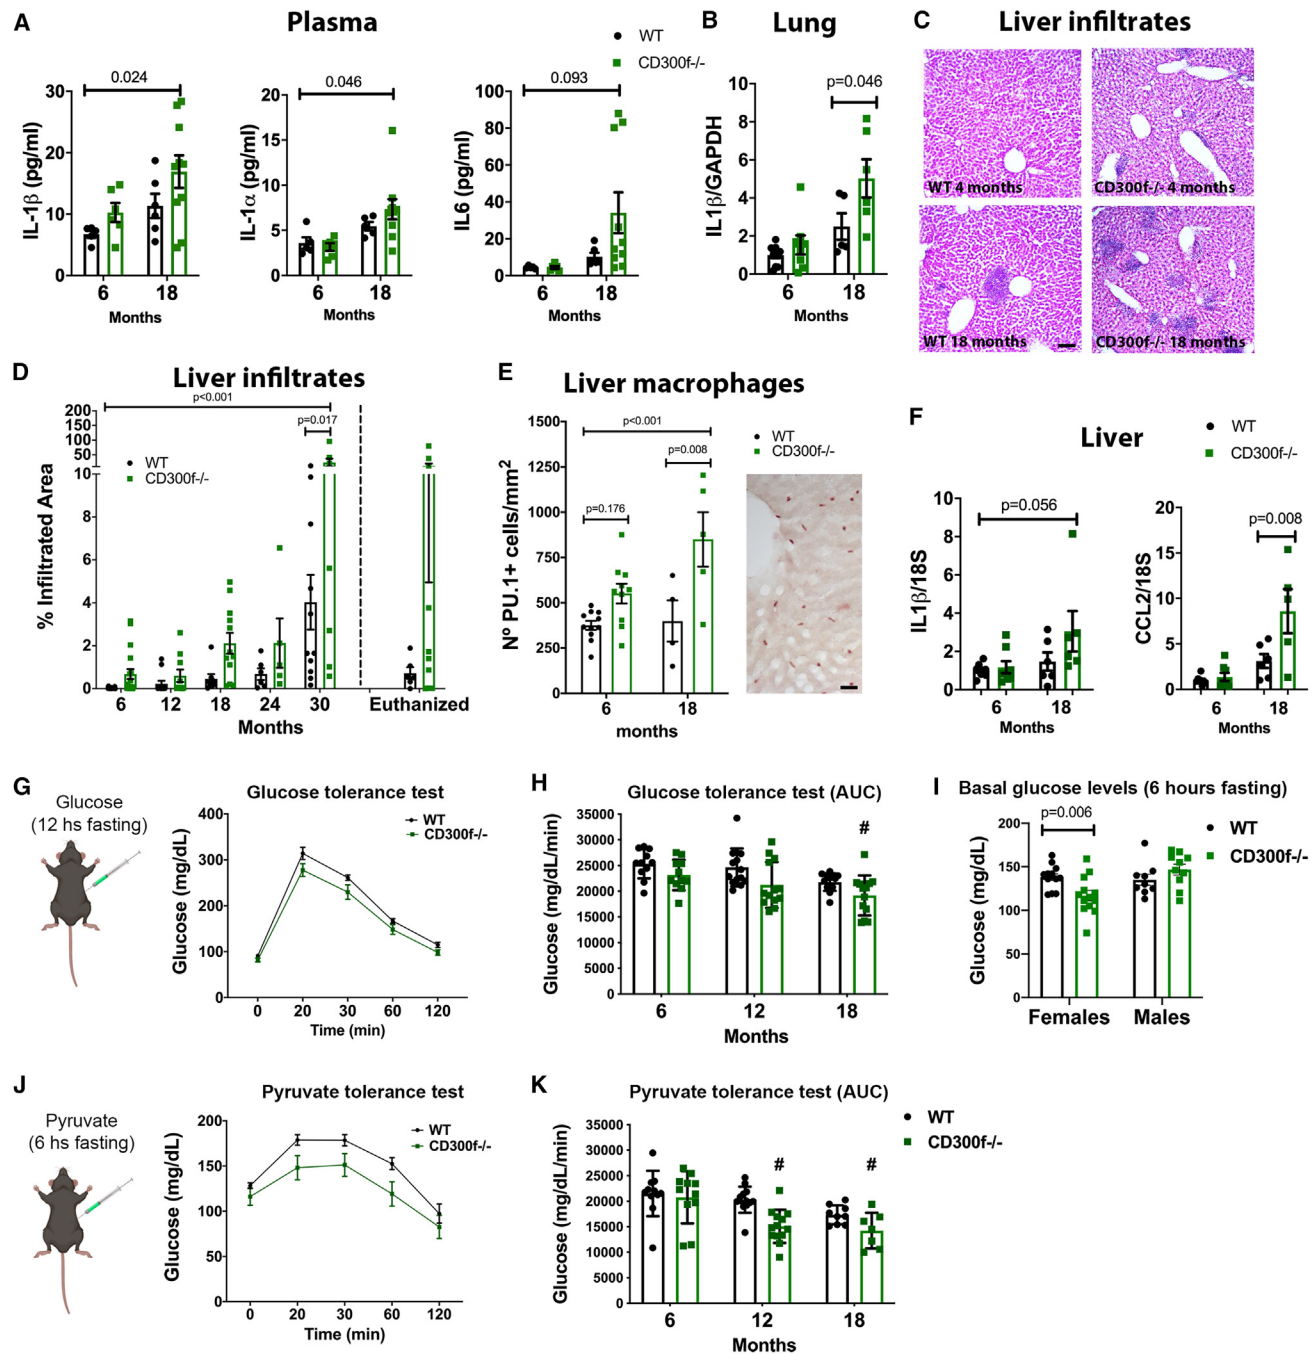 A
Plasma
WT
CD300f-/-
0.024
IL-1β (pg/ml)
30
20
10
0
6
18
Months
0.046
IL-1α (pg/ml)
20
15
10
5
0
6
18
Months
0.093
IL6 (pg/ml)
100
80
60
40
20
0
6
18
Months
B
Lung
p=0.046
IL1β/GAPDH
10
8
6
4
2
0
6
18
Months
C
Liver infiltrates
WT 4 months
CD300f-/- 4 months
WT 18 months
CD300f-/- 18 months
D
Liver infiltrates
p<0.001
p=0.017
WT
CD300f-/-
% Infiltrated Area
200
150
100
50
10
8
6
4
2
0
6
12
18
24
30
Euthanized
Months
E
Liver macrophages
p<0.001
p=0.008
p=0.176
WT
CD300f-/-
Nº PU.1+ cells/mm2
1500
1250
1000
750
500
250
0
6
18
months
F
Liver
WT
CD300f-/-
p=0.056
IL1β/18S
10
8
6
4
2
0
6
18
Months
p=0.008
CCL2/18S
20
15
10
5
0
6
18
Months
G
Glucose
(12 hs fasting)
Glucose tolerance test
WT
CD300f-/-
Glucose (mg/dL)
400
300
200
100
0
0
20
30
60
120
Time (min)
H
Glucose tolerance test (AUC)
#
Glucose (mg/dL/min)
35000
30000
25000
20000
15000
10000
5000
0
6
12
18
Months
I
Basal glucose levels (6 hours fasting)
p=0.006
WT
CD300f-/-
Glucose (mg/dL)
200
150
100
50
0
Females
Males
J
Pyruvate
(6 hs fasting)
Pyruvate tolerance test
WT
CD300f-/-
Glucose (mg/dL)
200
150
100
50
0
0
20
30
60
120
Time (min)
K
Pyruvate tolerance test (AUC)
WT
CD300f-/-
#
#
Glucose (mg/dL/min)
35000
30000
25000
20000
15000
10000
5000
0
6
12
18
Months